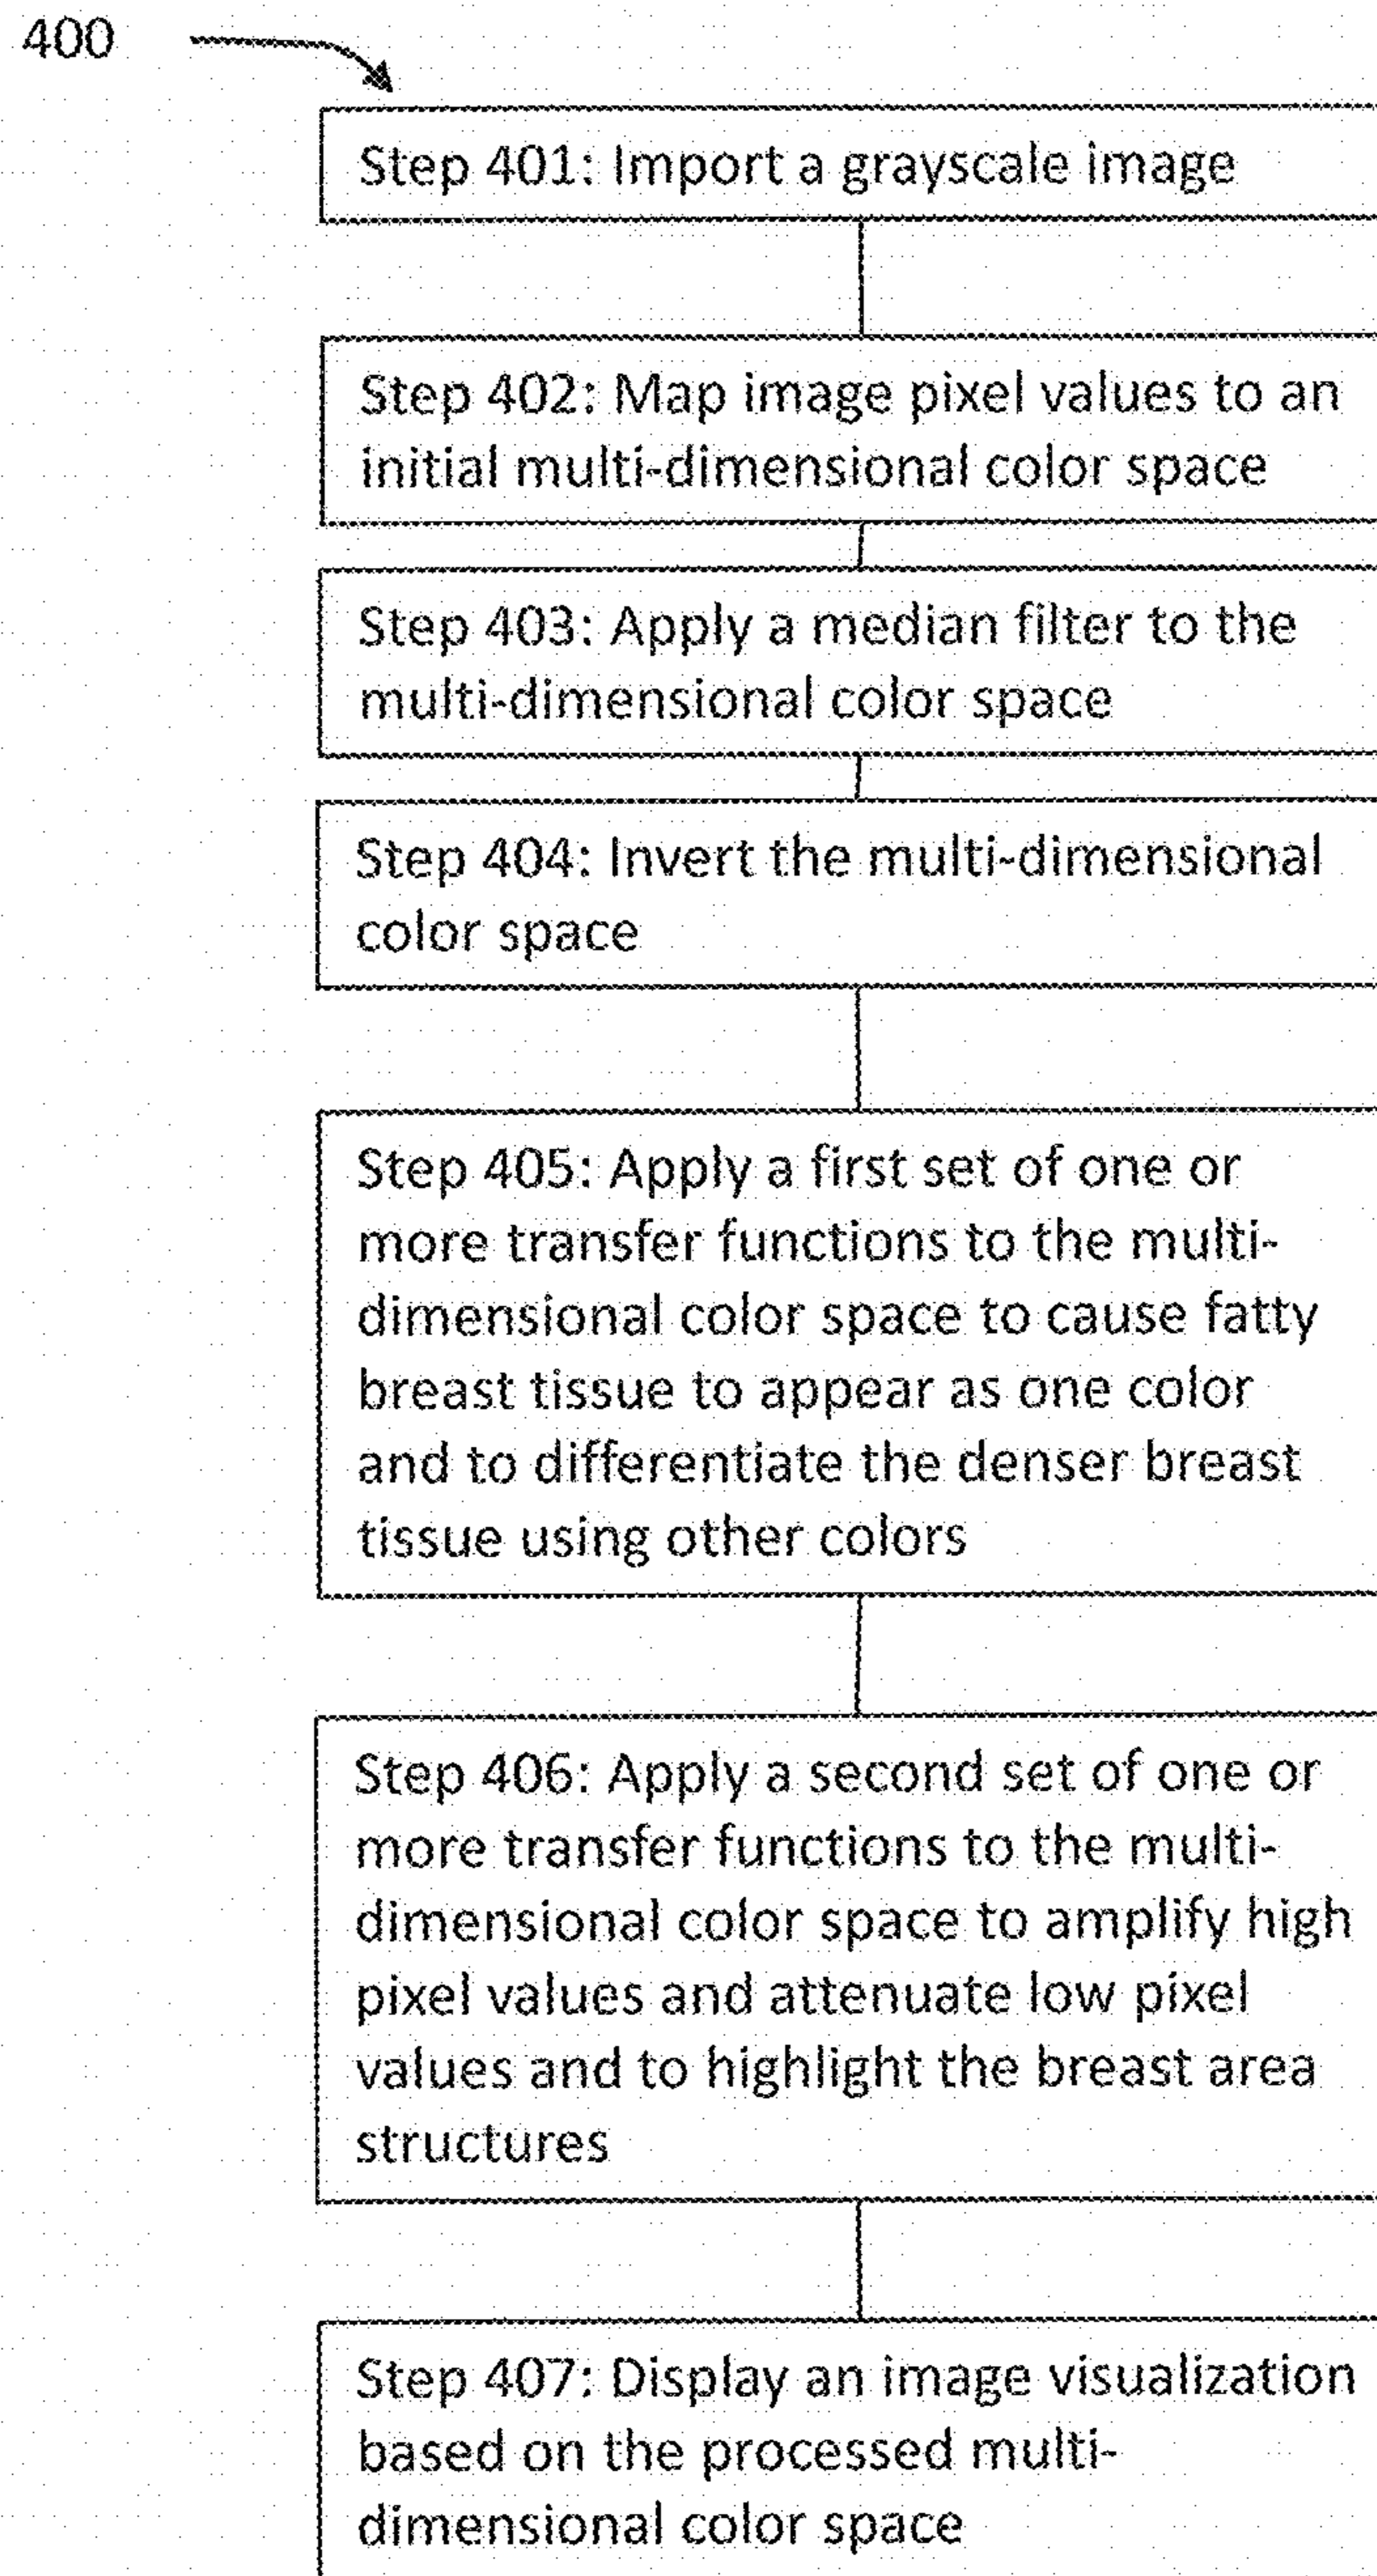 400
Step 401: Import a grayscale image
Step 402: Map image pixel values to an
initial multi-dimensional color space
Step 403: Apply a median filter to the
multi-dimensional color space
Step 404: Invert the multi-dimensional
color space
Step 405: Apply a first set of one or
more transfer functions to the multi-
dimensional color space to cause fatty
breast tissue to appear as one color
and to differentiate the denser breast
tissue using other colors
Step 406: Apply a second set of one or
more transfer functions to the multi-
dimensional color space to amplify high
pixel values and attenuate low pixel
values and to highlight the breast area
structures
Step 407: Display an image visualization
based on the processed multi-
dimensional color space